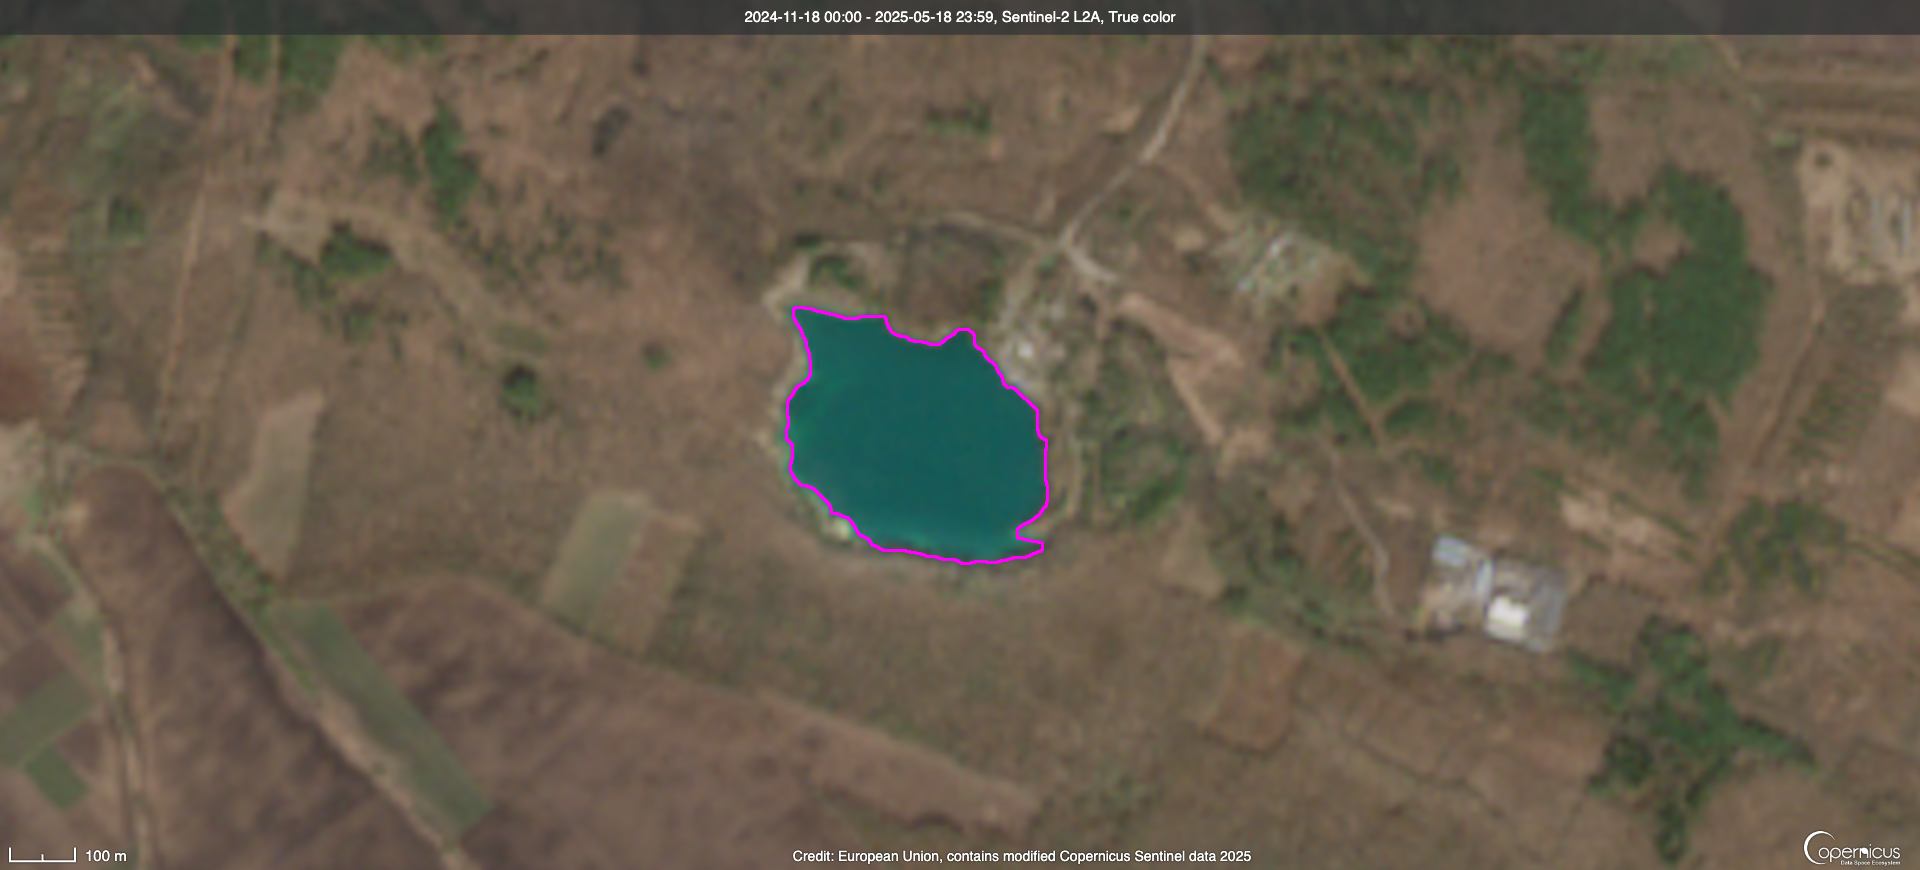 2024-11-18 00:00 - 2025-05-18 23:59, Sentinel-2 L2A, True color
100 m
Credit: European Union, contains modified Copernicus Sentinel data 2025
opernicus
Data Space Ecosystem